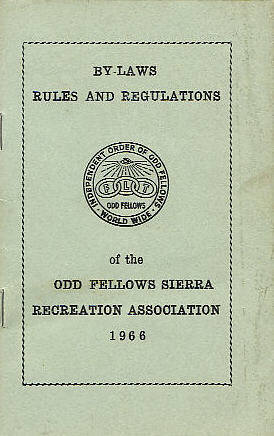 BY-LAWS
RULES AND REGULATIONS
INDEPENDENT ORDER OF ODD FELLOWS
F L T
ODD FELLOWS
WORLD WIDE
of the
ODD FELLOWS SIERRA
RECREATION ASSOCIATION
1966